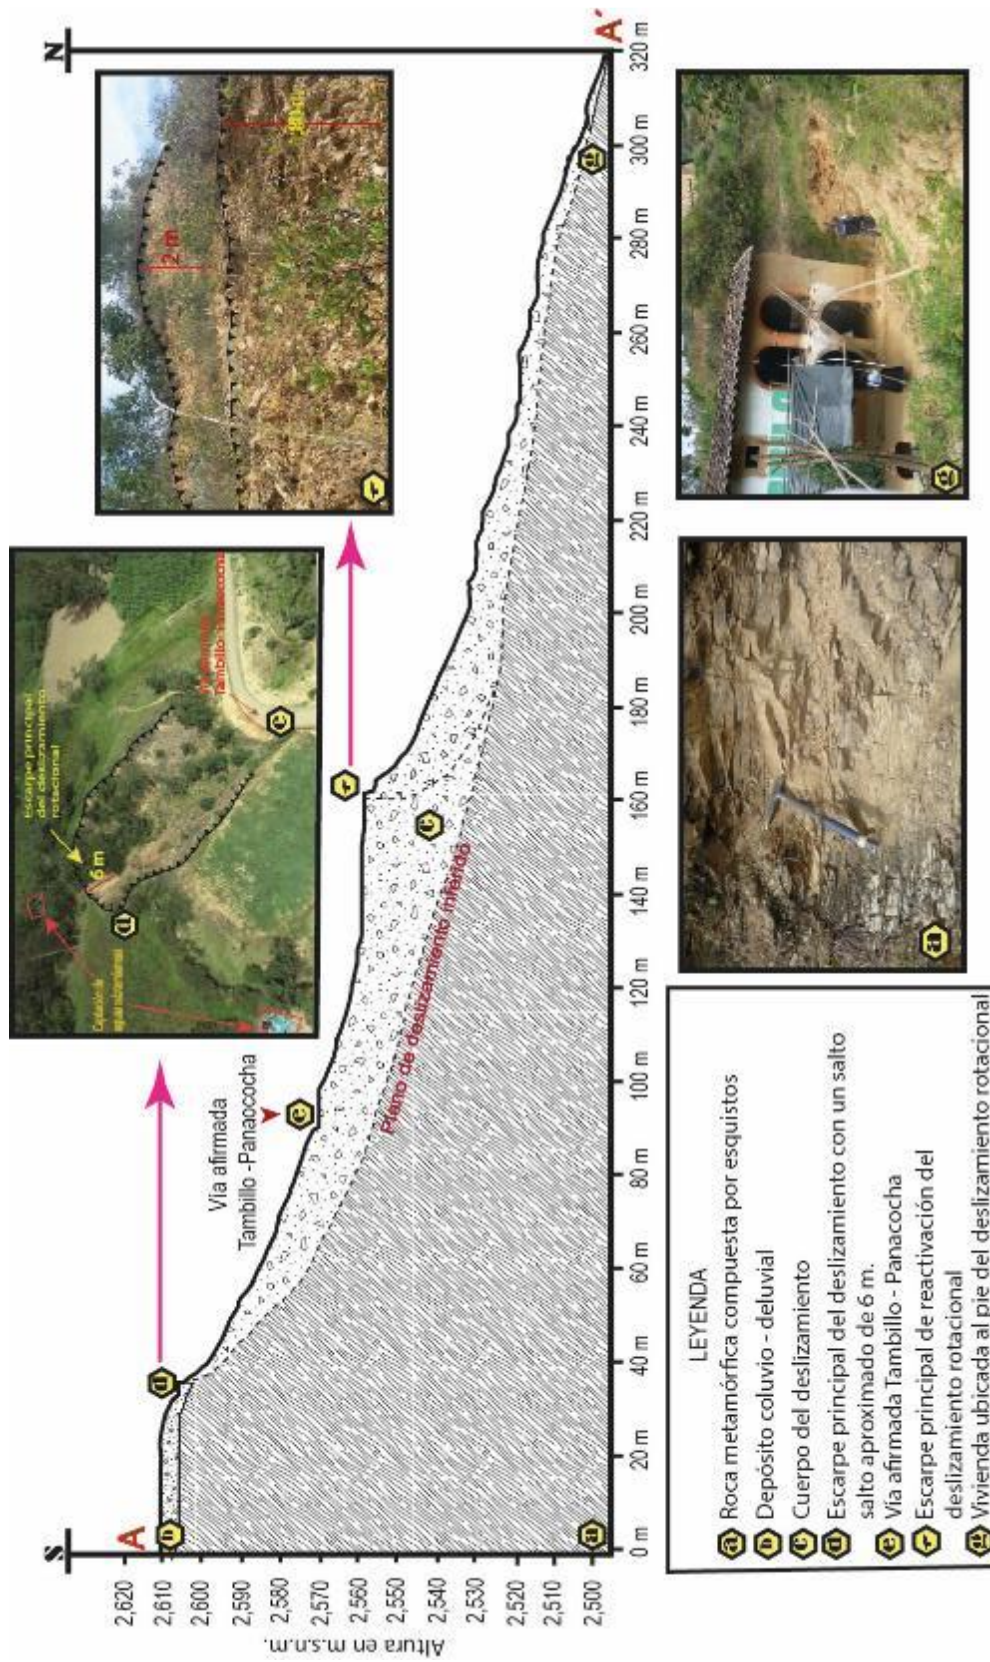 S
N
A
A´
Altura en m.s.n.m.
2,620
2,610
2,600
2,590
2,580
2,570
2,560
2,550
2,540
2,530
2,520
2,510
2,500
0 m
20 m
40 m
60 m
80 m
100 m
120 m
140 m
160 m
180 m
200 m
220 m
240 m
260 m
280 m
300 m
320 m
b
a
d
e
c
f
g
Vía afirmada
Tambillo -Panaococha
Plano de deslizamiento inferido
Escarpe principal
del deslizamiento
rotacional
6 m
Captación de
Tambillo- Panaococha
d
e
2 m
f
a
g
LEYENDA
a Roca metamórfica compuesta por esquistos
b Depósito coluvio - deluvial
c Cuerpo del deslizamiento
d Escarpe principal del deslizamiento con un salto
salto aproximado de 6 m.
e Vía afirmada Tambillo - Panacocha
f Escarpe principal de reactivación del
deslizamiento rotacional
g Vivienda ubicada al pie del deslizamiento rotacional